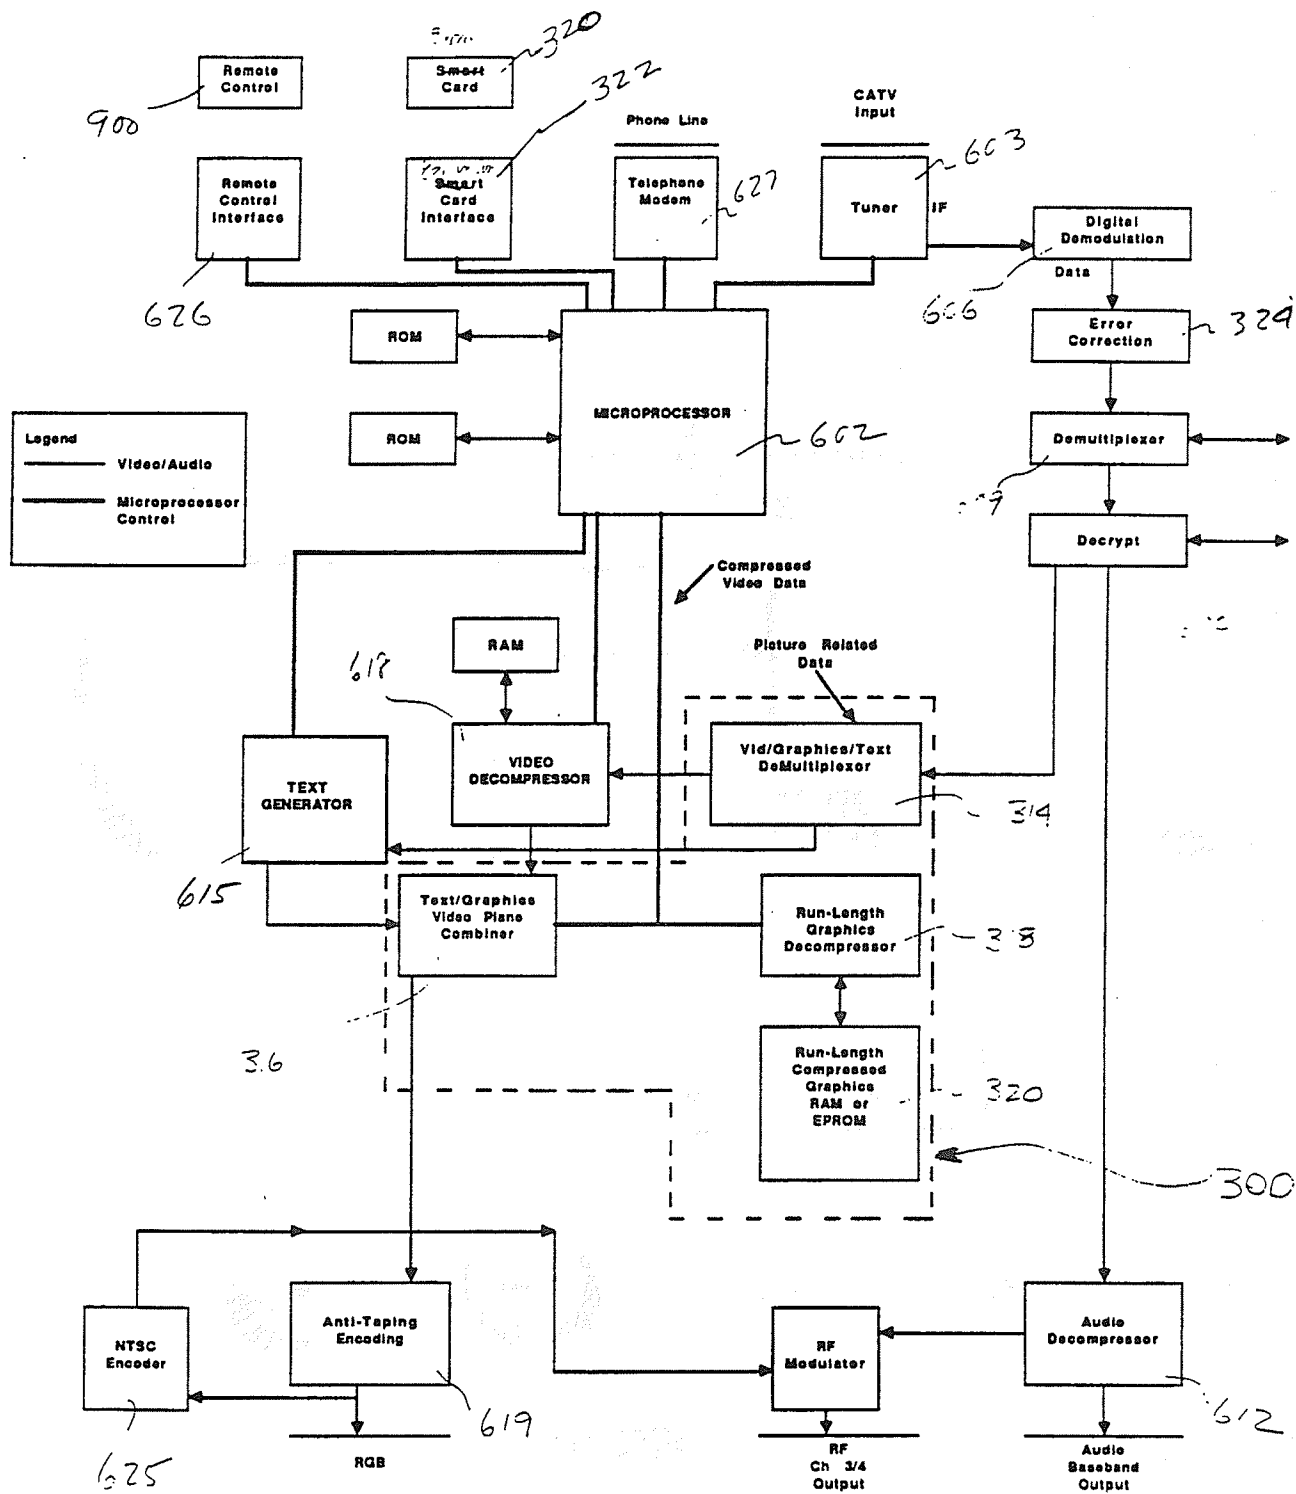 320
Remote
Control
Smart
Card
900
322
CATV
Input
Phone Line
603
Remote
Control
Interface
Smart
Card
Interface
Telephone
Modem
627
Tuner
IF
Digital
Demodulation
Data
626
606
ROM
Error
Correction
324
MICROPROCESSOR
602
ROM
Demultiplexer
Legend
Video/Audio
Microprocessor
Control
Decrypt
Compressed
Video Data
RAM
Picture Related
Data
618
VIDEO
DECOMPRESSOR
Vid/Graphics/Text
DeMultiplexor
314
TEXT
GENERATOR
615
Text/Graphics
Video Plane
Combiner
Run-Length
Graphics
Decompressor
Run-Length
Compressed
Graphics
RAM or
EPROM
320
300
NTSC
Encoder
Anti-Taping
Encoding
RF
Modulator
Audio
Decompressor
625
619
612
RGB
RF
Ch 3/4
Output
Audio
Baseband
Output